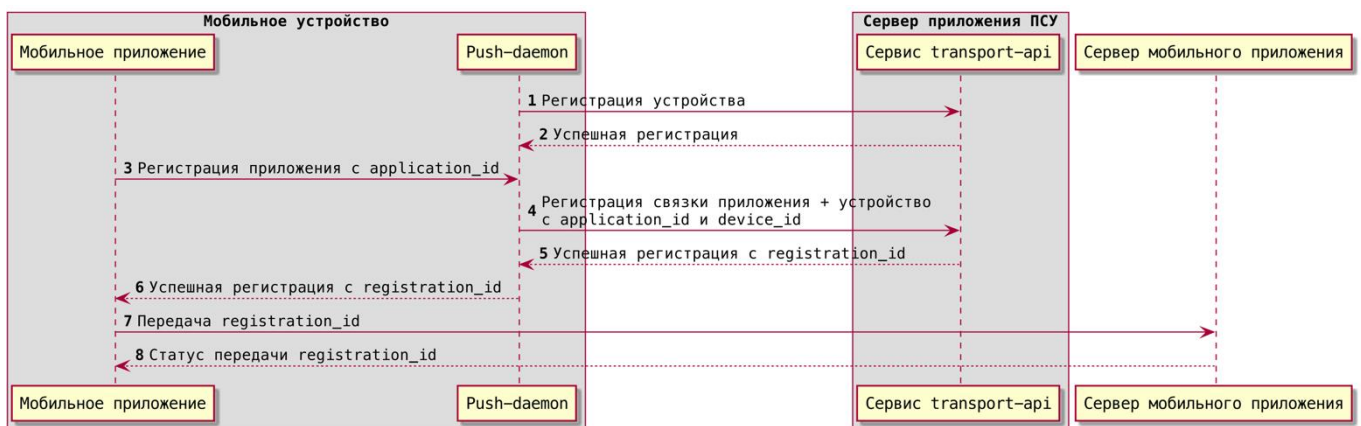 Мобильное устройство
Сервер приложения ПСУ
Мобильное приложение
Push-daemon
Сервис transport-api
Сервер мобильного приложения
1 Регистрация устройства
2 Успешная регистрация
3 Регистрация приложения с application_id
4 Регистрация связки приложения + устройство
с application_id и device_id
5 Успешная регистрация с registration_id
6 Успешная регистрация с registration_id
7 Передача registration_id
8 Статус передачи registration_id
Мобильное приложение
Push-daemon
Сервис transport-api
Сервер мобильного приложения